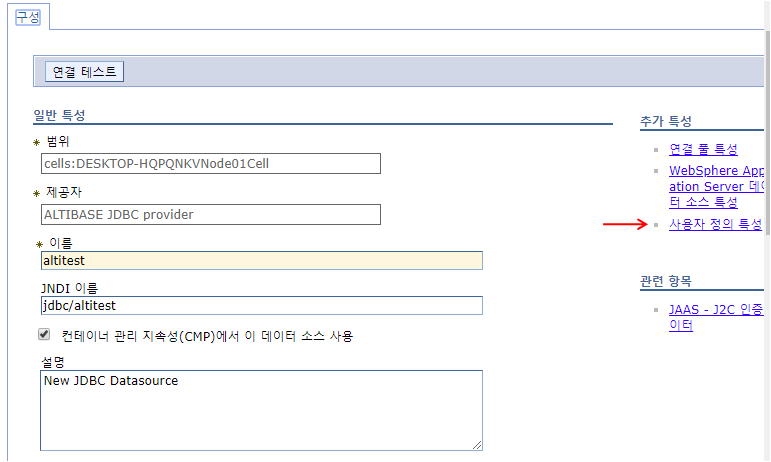 구성
연결 테스트
일반 특성
* 범위
cells:DESKTOP-HQPQNKVNode01Cell
* 제공자
ALTIBASE JDBC provider
* 이름
altitest
JNDI 이름
jdbc/altitest
컨테이너 관리 지속성(CMP)에서 이 데이터 소스 사용
설명
New JDBC Datasource
추가 특성
연결 풀 특성
WebSphere App
ation Server 데이
터 소스 특성
사용자 정의 특성
관련 항목
JAAS - J2C 인증
이터